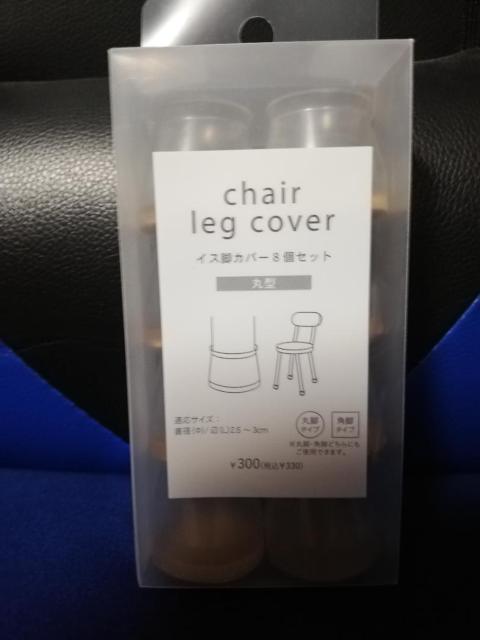 chair
leg cover
イス脚カバー8個セット
丸型
適応サイズ：
直径(中)/辺(L)2.5～3cm
丸脚
タイプ
角脚
タイプ
※丸脚・角脚どちらにも
ご使用できます。
¥300(税込¥330)